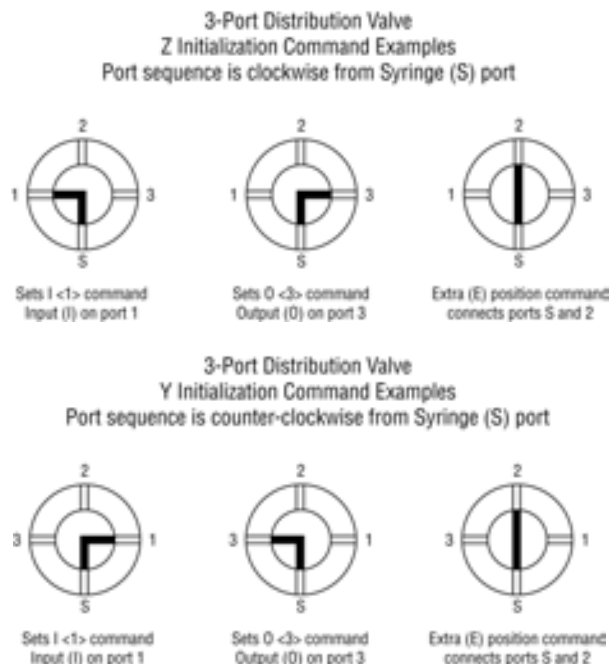 3-Port Distribution Valve
Z Initialization Command Examples
Port sequence is clockwise from Syringe (S) port
2
1
3
S
2
1
3
S
2
1
3
S
Sets I <1> command
Input (I) on port 1
Sets O <3> command
Output (O) on port 3
Extra (E) position command
connects ports S and 2
3-Port Distribution Valve
Y Initialization Command Examples
Port sequence is counter-clockwise from Syringe (S) port
2
3
1
S
2
3
1
S
2
3
1
S
Sets I <1> command
Input (I) on port 1
Sets O <3> command
Output (O) on port 3
Extra (E) position command
connects ports S and 2